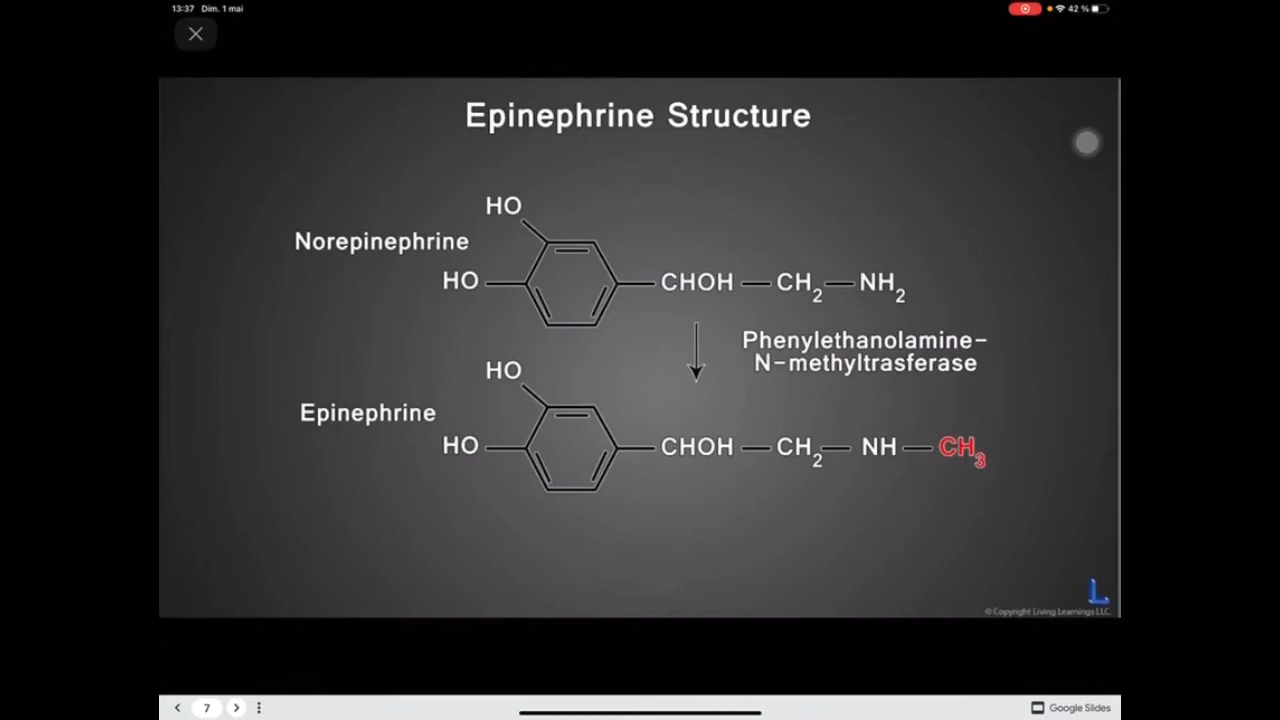 13:37 Dim. 1 mai
42 %
Epinephrine Structure
HO
Norepinephrine
HO
CHOH — CH2 — NH2
Phenylethanolamine-
N-methyltrasferase
HO
Epinephrine
HO
CHOH — CH2 — NH — CH3
L
© Copyright Living Learnings LLC.
7
Google Slides